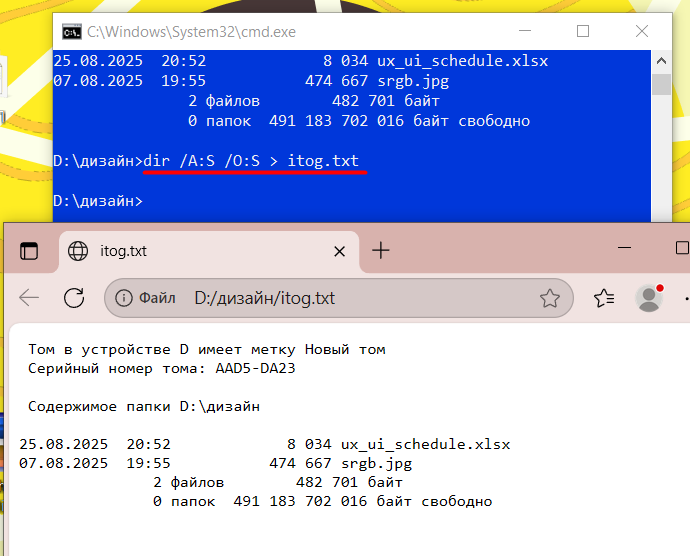 C:\Windows\System32\cmd.exe
25.08.2025 20:52 8 034 ux_ui_schedule.xlsx
07.08.2025 19:55 474 667 srgb.jpg
2 файлов 482 701 байт
0 папок 491 183 702 016 байт свободно
D:\дизайн>dir /A:S /O:S > itog.txt
D:\дизайн>
itog.txt
Файл D:/дизайн/itog.txt
Том в устройстве D имеет метку Новый том
Серийный номер тома: AAD5-DA23
Содержимое папки D:\дизайн
25.08.2025 20:52 8 034 ux_ui_schedule.xlsx
07.08.2025 19:55 474 667 srgb.jpg
2 файлов 482 701 байт
0 папок 491 183 702 016 байт свободно